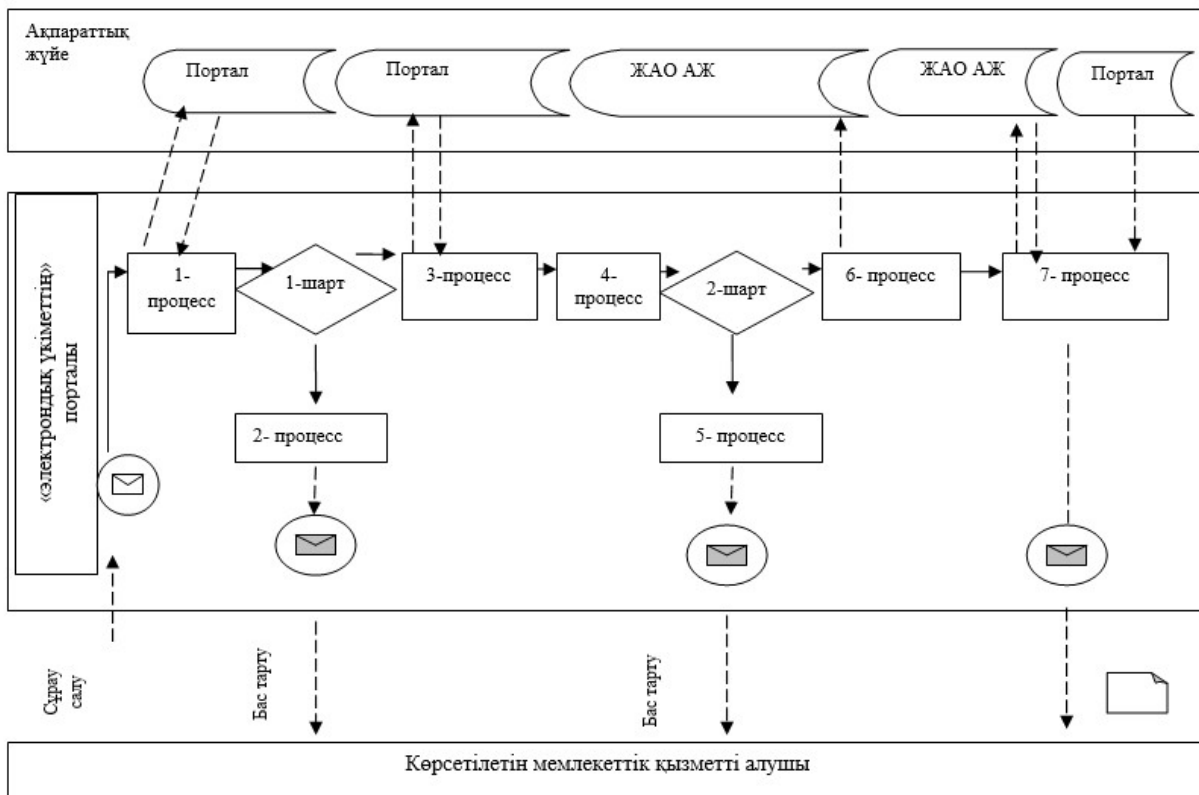 Ақпараттық
жүйе
Портал
Портал
ЖАО АЖ
ЖАО АЖ
Портал
«электрондық үкіметтің»
порталы
1-
процесс
1-шарт
3-процесс
4-
процесс
2-шарт
6- процесс
7- процесс
2- процесс
5- процесс
Сұрау
салу
Бас тарту
Бас тарту
Көрсетілетін мемлекеттік қызметті алушы